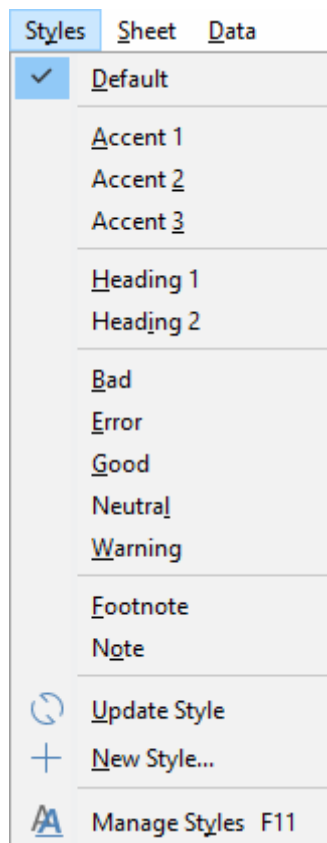 Styles Sheet Data
Default
Accent 1
Accent 2
Accent 3
Heading 1
Heading 2
Bad
Error
Good
Neutral
Warning
Footnote
Note
Update Style
New Style...
Manage Styles F11